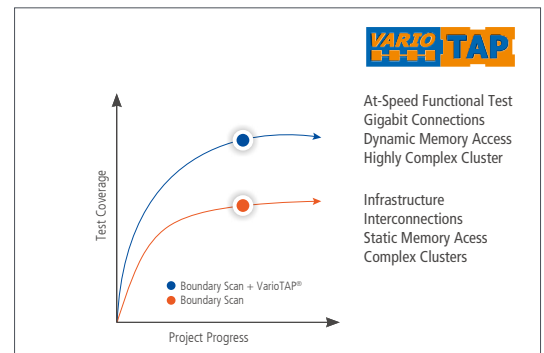 VARIO TAP
At-Speed Functional Test
Gigabit Connections
Dynamic Memory Access
Highly Complex Cluster
Infrastructure
Interconnections
Static Memory Acess
Complex Clusters
Test Coverage
Boundary Scan + VarioTAP®
Boundary Scan
Project Progress